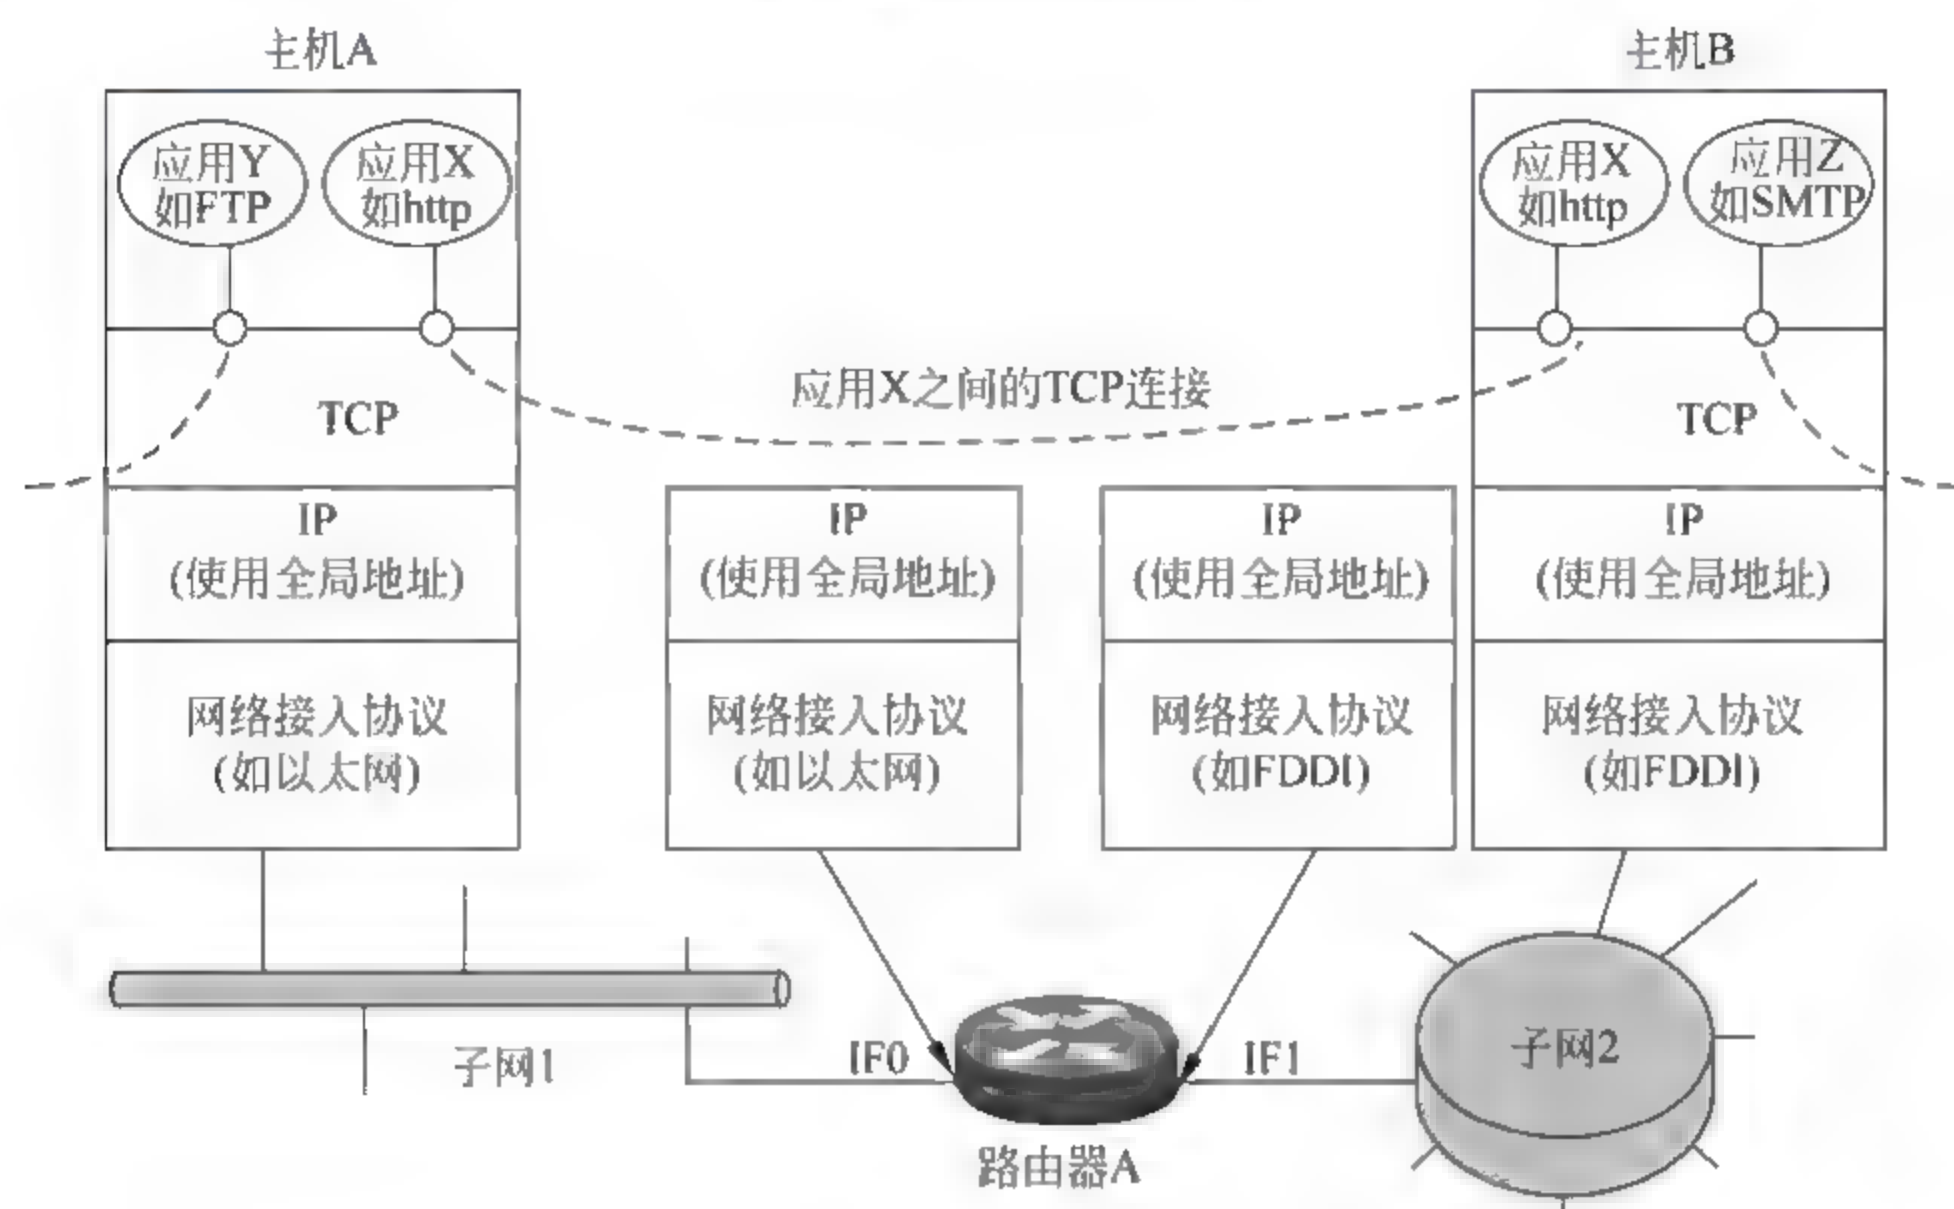 主机A
主机B
应用Y
如FTP
应用X
如http
应用X
如http
应用Z
如SMTP
应用X之间的TCP连接
TCP
TCP
IP
(使用全局地址)
IP
(使用全局地址)
IP
(使用全局地址)
IP
(使用全局地址)
网络接入协议
(如以太网)
网络接入协议
(如以太网)
网络接入协议
(如FDDI)
网络接入协议
(如FDDI)
子网1
IF0
IF1
子网2
路由器A